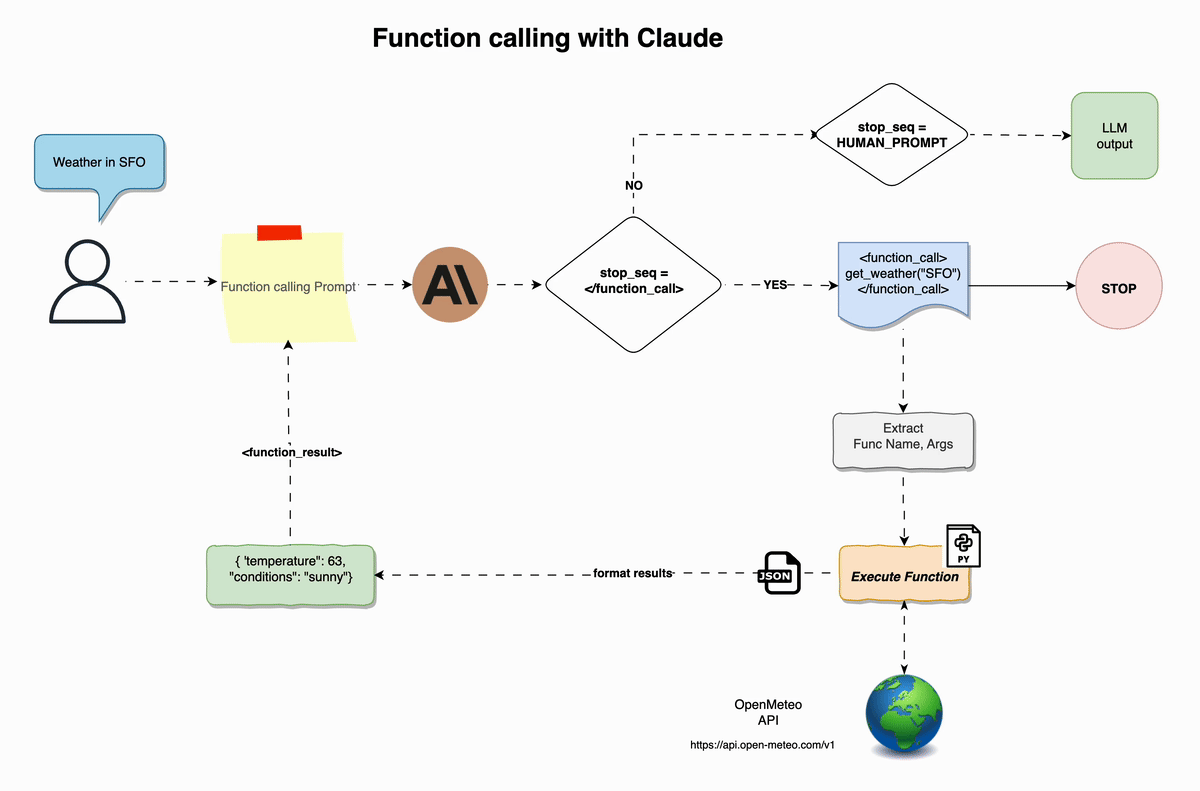 Function calling with Claude
Weather in SFO
Function calling Prompt
A\
stop_seq =
</function_call>
NO
stop_seq =
HUMAN_PROMPT
LLM
output
YES
<function_call>
get_weather("SFO")
</function_call>
STOP
Extract
Func Name, Args
PY
Execute Function
JSON
format results
{ 'temperature": 63,
"conditions": "sunny"}
<function_result>
OpenMeteo
API
https://api.open-meteo.com/v1